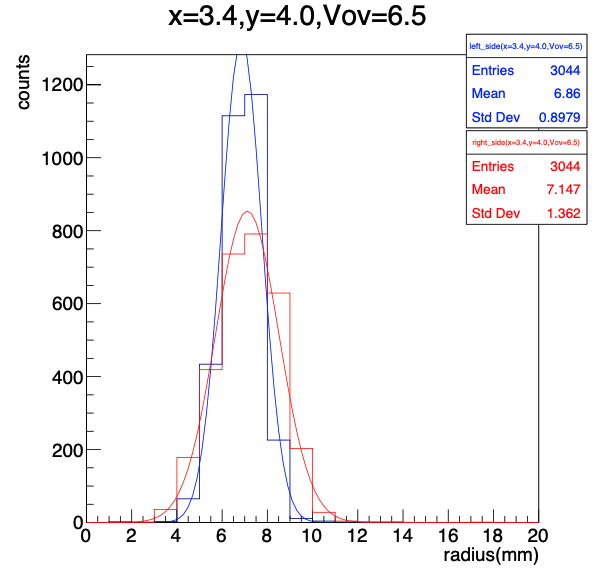 x=3.4,y=4.0,Vov=6.5
counts
left_side(x=3.4,y=4.0,Vov=6.5)
Entries 3044
Mean 6.86
Std Dev 0.8979
right_side(x=3.4,y=4.0,Vov=6.5)
Entries 3044
Mean 7.147
Std Dev 1.362
1200
1000
800
600
400
200
0
0 2 4 6 8 10 12 14 16 18 20
radius(mm)